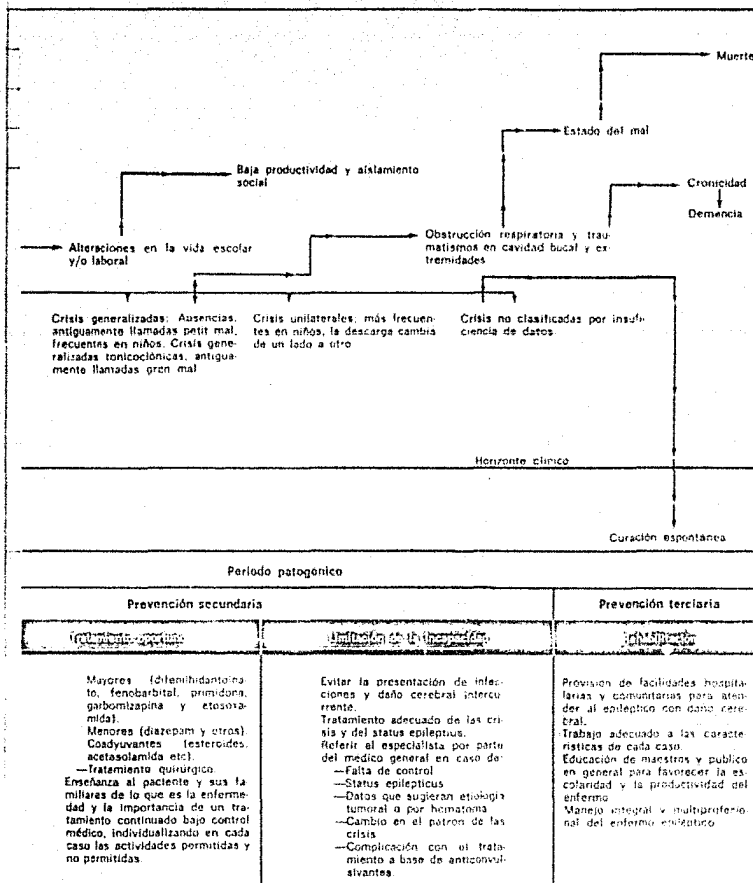 Muerte
Estado del mal
Baja productividad y aislamiento
social
Cronicidad
Demencia
Alteraciones en la vida escolar
y/o laboral
Obstrucción respiratoria y trau-
matismos en cavidad bucal y ex-
tremidades
Crisis generalizadas; Ausencias,
antiguamente llamadas petit mal,
frecuentes en niños. Crisis gene-
ralizadas tonicoclónicas, antigua-
mente llamadas gran mal
Crisis unilaterales; más frecuen-
tes en niños, la descarga cambia
de un lado a otro
Crisis no clasificadas por insufi-
ciencia de datos
Horizonte clínico
Curación espontánea
Período patogénico
Prevención secundaria
Prevención terciaria
Tratamiento oportuno
Limitación de la incapacidad
Rehabilitación
Mayores (difenilhidantoina-
to, fenobarbital, primidona,
garbomizapina y etosoxa-
mida).
Menores (diazepam y otros).
Coadyuvantes (esteroides,
acetasolamida etc).
—Tratamiento quirúrgico.
Enseñanza al paciente y sus fa-
miliares de lo que es la enferme-
dad y la importancia de un tra-
tamiento continuado bajo control
médico, individualizando en cada
caso las actividades permitidas y
no permitidas.
Evitar la presentación de infec-
ciones y daño cerebral intercu-
rrente.
Tratamiento adecuado de las cri-
sis y del status epileptius.
Referir al especialista por parte
del médico general en caso de:
—Falta de control
—Status epilepticus
—Datos que sugieran etiología
tumoral o por hematoma
—Cambio en el patrón de las
crisis
—Complicación con el trata-
miento a base de anticonvul-
sivantes.
Provisión de facilidades hospita-
larias y comunitarias para aten-
der al epiléptico con daño cere-
bral.
Trabajo adecuado a las caracte-
rísticas de cada caso.
Educación de maestros y público
en general para favorecer la es-
colaridad y la productividad del
enfermo
Manejo integral y multiprofesio-
nal del enfermo epiléptico